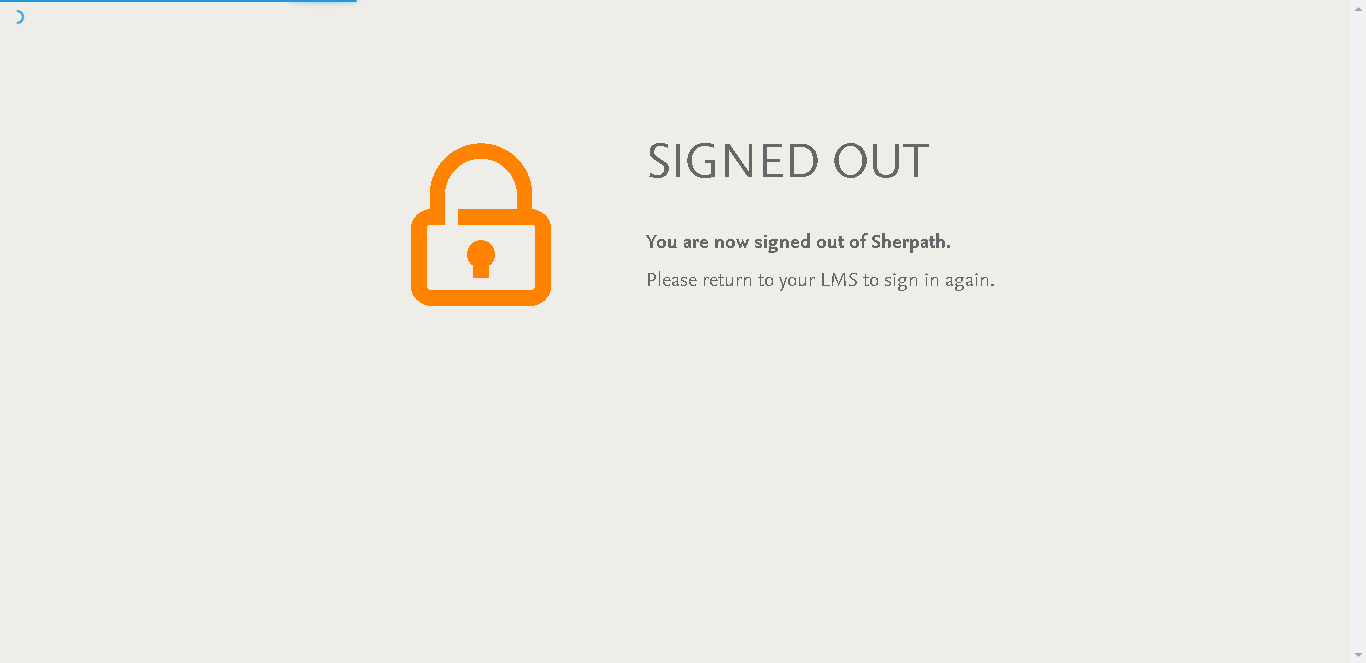 SIGNED OUT
You are now signed out of Sherpath.
Please return to your LMS to sign in again.